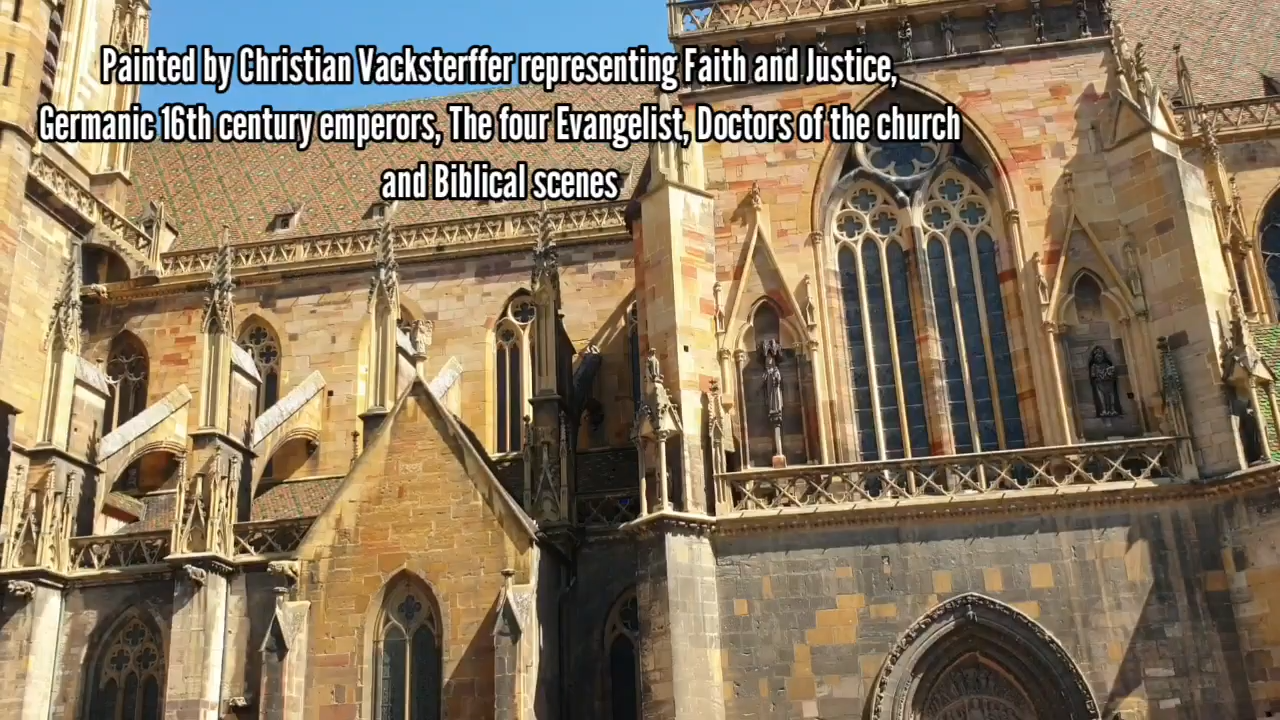 Painted by Christian Vacksterffer representing Faith and Justice,
Germanic 16th century emperors, The four Evangelist, Doctors of the church
and Biblical scenes